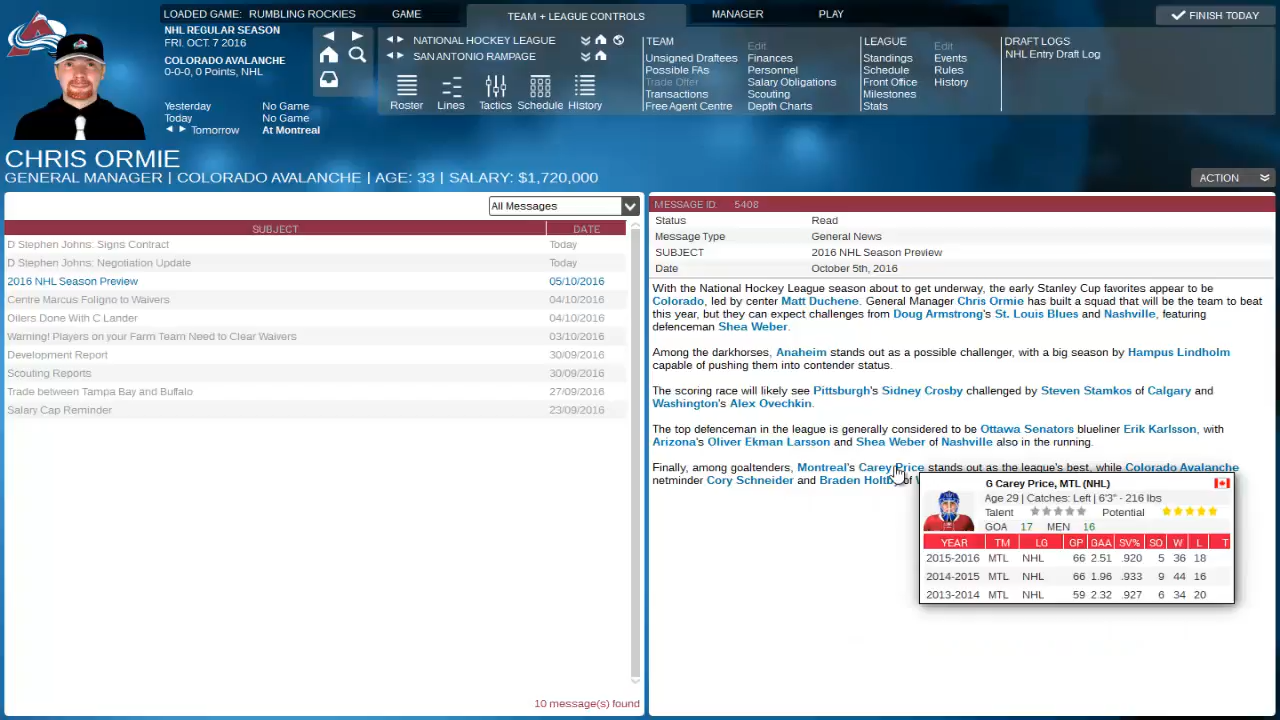 LOADED GAME: RUMBLING ROCKIES
GAME
TEAM + LEAGUE CONTROLS
MANAGER
PLAY
FINISH TODAY
NHL REGULAR SEASON
FRI. OCT. 7 2016
COLORADO AVALANCHE
0-0-0, 0 Points, NHL
Yesterday No Game
Today No Game
Tomorrow At Montreal
NATIONAL HOCKEY LEAGUE
SAN ANTONIO RAMPAGE
Roster Lines Tactics Schedule History
TEAM
Unsigned Draftees
Possible FAs
Trade Offer
Transactions
Free Agent Centre
Edit
Finances
Personnel
Salary Obligations
Scouting
Depth Charts
LEAGUE
Standings
Schedule
Front Office
Milestones
Stats
Edit
Events
Rules
History
DRAFT LOGS
NHL Entry Draft Log
CHRIS ORMIE
GENERAL MANAGER | COLORADO AVALANCHE | AGE: 33 | SALARY: $1,720,000
ACTION
All Messages
SUBJECT DATE
D Stephen Johns: Signs Contract Today
D Stephen Johns: Negotiation Update Today
2016 NHL Season Preview 05/10/2016
Centre Marcus Foligno to Waivers 04/10/2016
Oilers Done With C Lander 04/10/2016
Warning! Players on your Farm Team Need to Clear Waivers 03/10/2016
Development Report 30/09/2016
Scouting Reports 30/09/2016
Trade between Tampa Bay and Buffalo 27/09/2016
Salary Cap Reminder 23/09/2016
10 message(s) found
MESSAGE ID: 5408
Status Read
Message Type General News
SUBJECT 2016 NHL Season Preview
Date October 5th, 2016
With the National Hockey League season about to get underway, the early Stanley Cup favorites appear to be
Colorado, led by center Matt Duchene. General Manager Chris Ormie has built a squad that will be the team to beat
this year, but they can expect challenges from Doug Armstrong's St. Louis Blues and Nashville, featuring
defenceman Shea Weber.
Among the darkhorses, Anaheim stands out as a possible challenger, with a big season by Hampus Lindholm
capable of pushing them into contender status.
The scoring race will likely see Pittsburgh's Sidney Crosby challenged by Steven Stamkos of Calgary and
Washington's Alex Ovechkin.
The top defenceman in the league is generally considered to be Ottawa Senators blueliner Erik Karlsson, with
Arizona's Oliver Ekman Larsson and Shea Weber of Nashville also in the running.
Finally, among goaltenders, Montreal's Carey Price stands out as the league's best, while Colorado Avalanche
netminder Cory Schneider and Braden Holtby of
G Carey Price, MTL (NHL)
Age 29 | Catches: Left | 6'3" - 216 lbs
Talent Potential
GOA 17 MEN 16
YEAR TM LG GP GAA SV% SO W L T
2015-2016 MTL NHL 66 2.51 .920 5 36 18
2014-2015 MTL NHL 66 1.96 .933 9 44 16
2013-2014 MTL NHL 59 2.32 .927 6 34 20